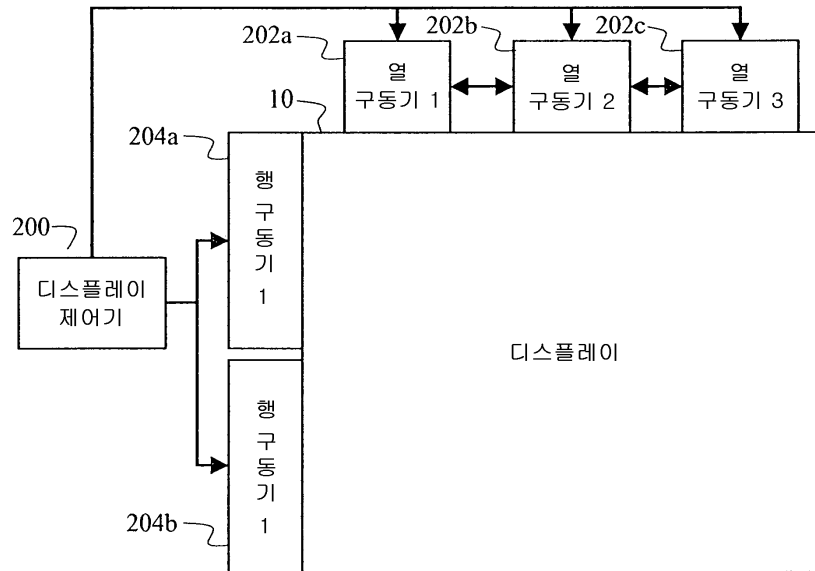 202a
202b
202c
열
구동기 1
열
구동기 2
열
구동기 3
10
204a
행
구
동
기
1
200
디스플레이
제어기
디스플레이
행
구
동
기
1
204b